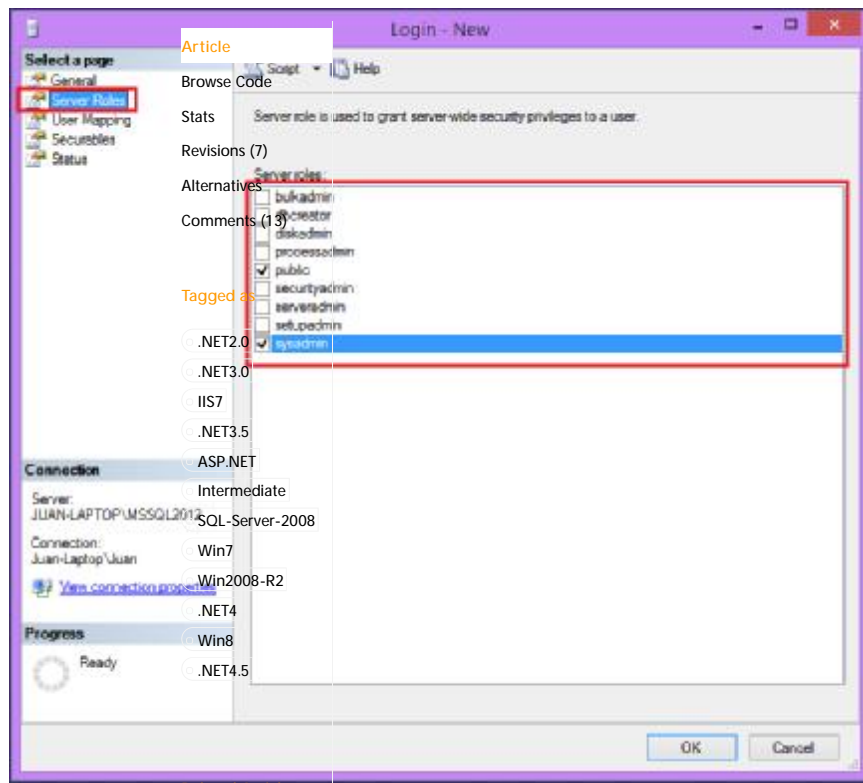 Login - New
Select a page
General
Server Roles
User Mapping
Securables
Status
Script
Help
Server role is used to grant server-wide security privileges to a user.
Server roles:
bulkadmin
dbcreator
diskadmin
processadmin
public
securityadmin
serveradmin
setupadmin
sysadmin
Article
Browse Code
Stats
Revisions (7)
Alternatives
Comments (13)
Tagged as
.NET2.0
.NET3.0
IIS7
.NET3.5
ASP.NET
Intermediate
SQL-Server-2008
Win7
Win2008-R2
.NET4
Win8
.NET4.5
Connection
Server:
JUAN-LAPTOP\MSSQL2012
Connection:
Juan-Laptop\Juan
View connection properties
Progress
Ready
OK
Cancel